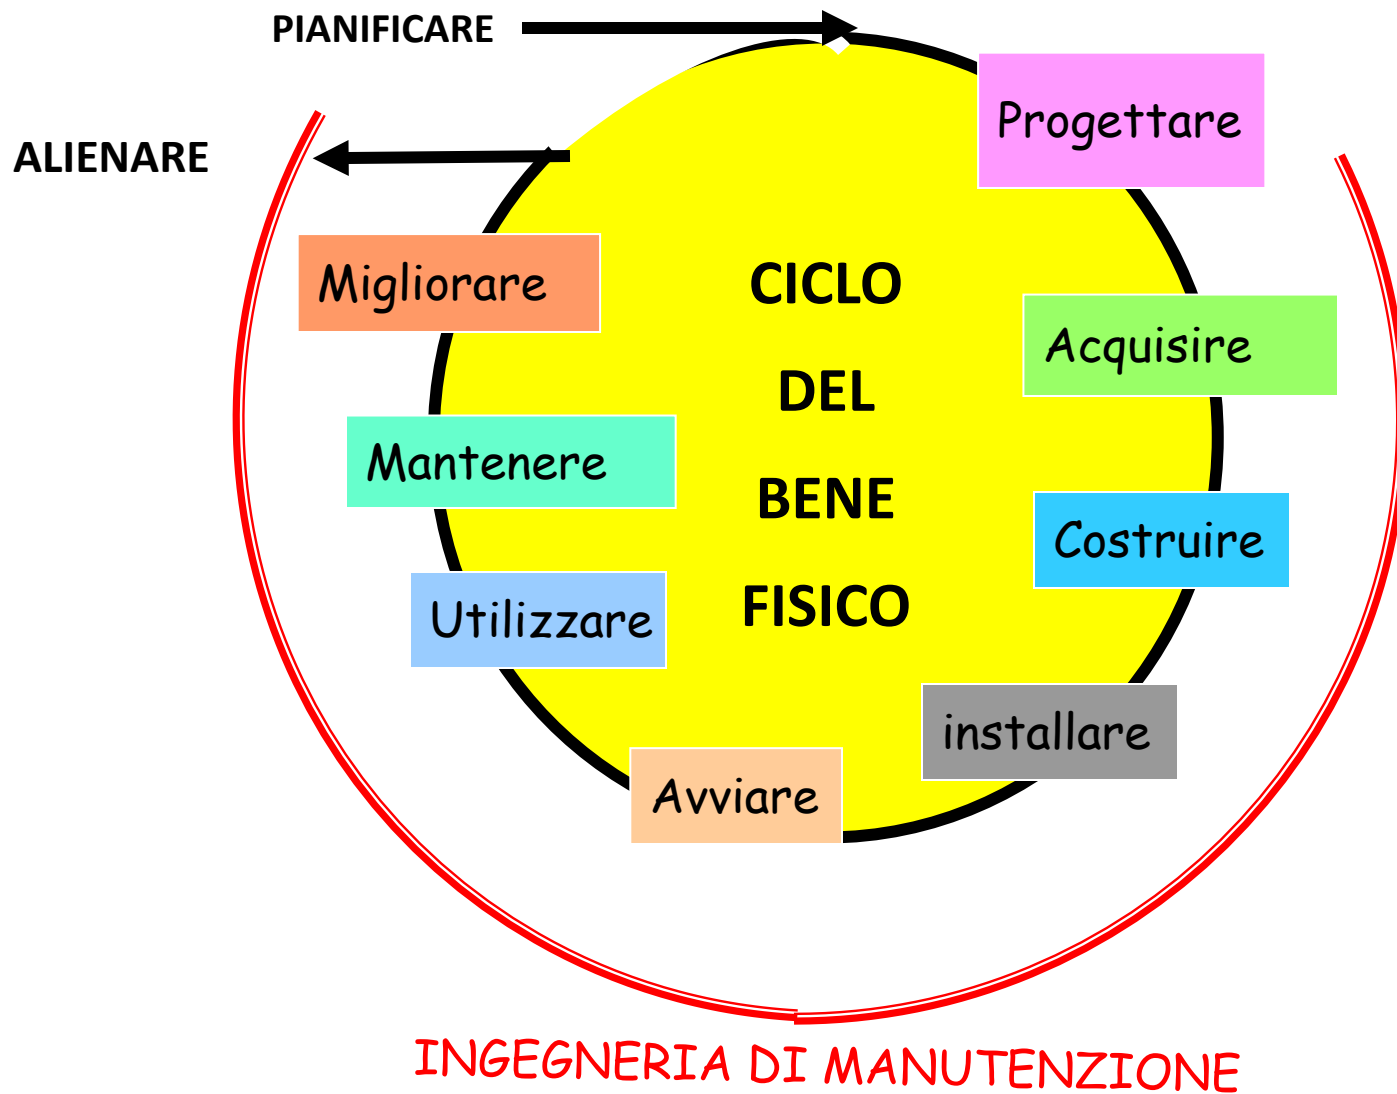 PIANIFICARE
Progettare
ALIENARE
Migliorare
CICLO
Acquisire
DEL
Mantenere
BENE
Costruire
Utilizzare
FISICO
installare
Avviare
INGEGNERIA DI MANUTENZIONE